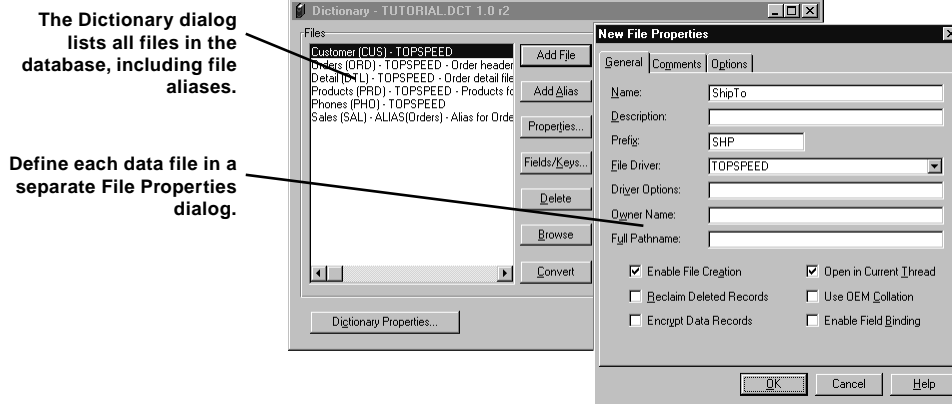 The Dictionary dialog
lists all files in the
database, including file
aliases.
Define each data file in a
separate File Properties
dialog.
Dictionary - TUTORIAL.DCT 1.0 r2
Files
Customer (CUS) - TOPSPEED
Orders (ORD) - TOPSPEED - Order header
Detail (DTL) - TOPSPEED - Order detail file
Products (PRD) - TOPSPEED - Products fo
Phones (PHO) - TOPSPEED
Sales (SAL) - ALIAS(Orders) - Alias for Orde
Add File
Add Alias
Properties...
Fields/Keys...
Delete
Browse
Convert
Dictionary Properties...
New File Properties
General
Comments
Options
Name:
ShipTo
Description:
Prefix:
SHP
File Driver:
TOPSPEED
Driver Options:
Owner Name:
Full Pathname:
Enable File Creation
Open in Current Thread
Reclaim Deleted Records
Use OEM Collation
Encrypt Data Records
Enable Field Binding
OK
Cancel
Help